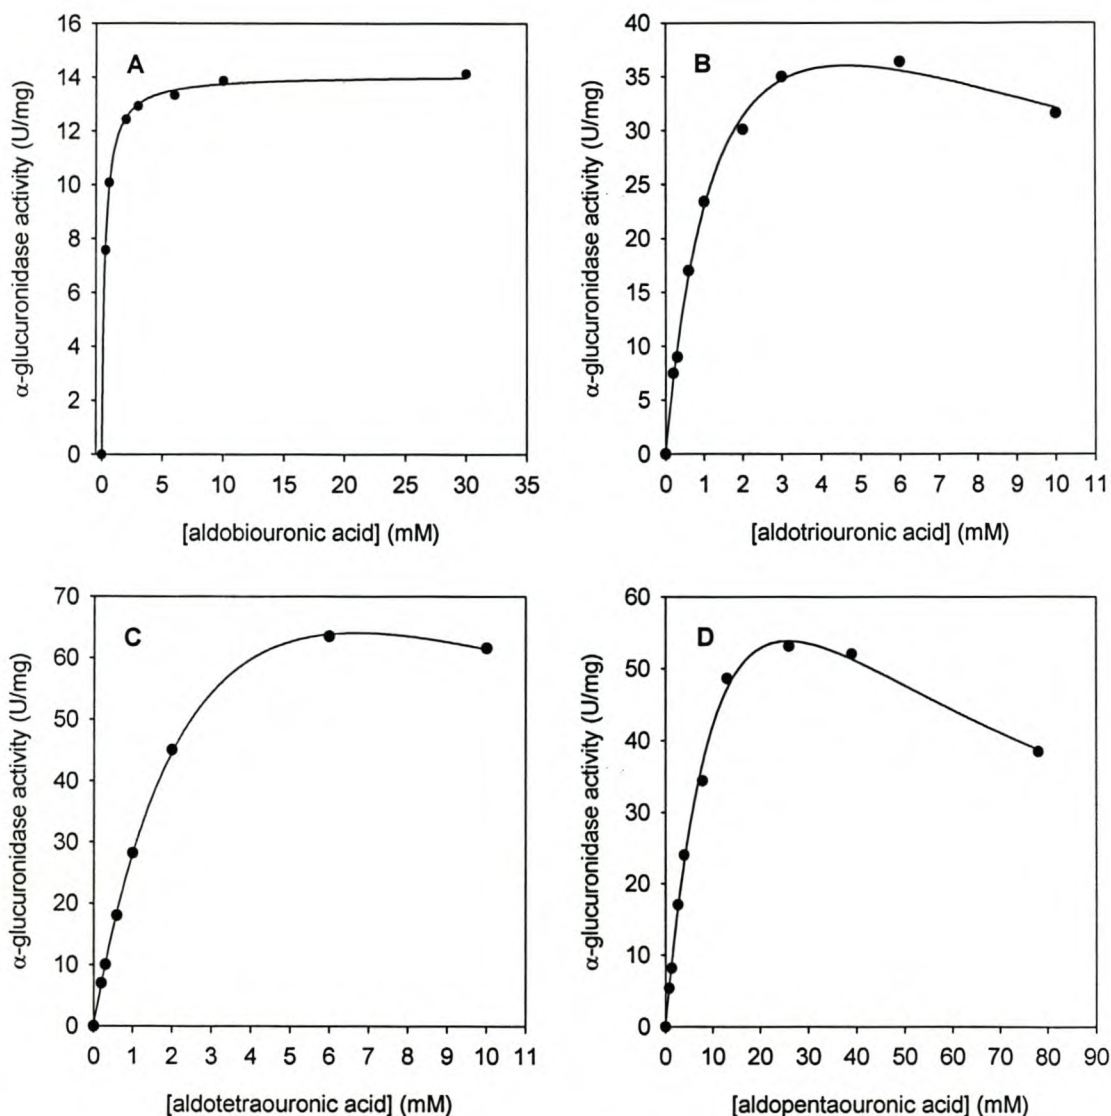 A
α-glucuronidase activity (U/mg)
16
14
12
10
8
6
4
2
0
0 5 10 15 20 25 30 35
[aldobiouronic acid] (mM)
B
α-glucuronidase activity (U/mg)
40
35
30
25
20
15
10
5
0
0 1 2 3 4 5 6 7 8 9 10 11
[aldotriouronic acid] (mM)
C
α-glucuronidase activity (U/mg)
70
60
50
40
30
20
10
0
0 1 2 3 4 5 6 7 8 9 10 11
[aldotetraouronic acid] (mM)
D
α-glucuronidase activity (U/mg)
60
50
40
30
20
10
0
0 10 20 30 40 50 60 70 80 90
[aldopentaouronic acid] (mM)